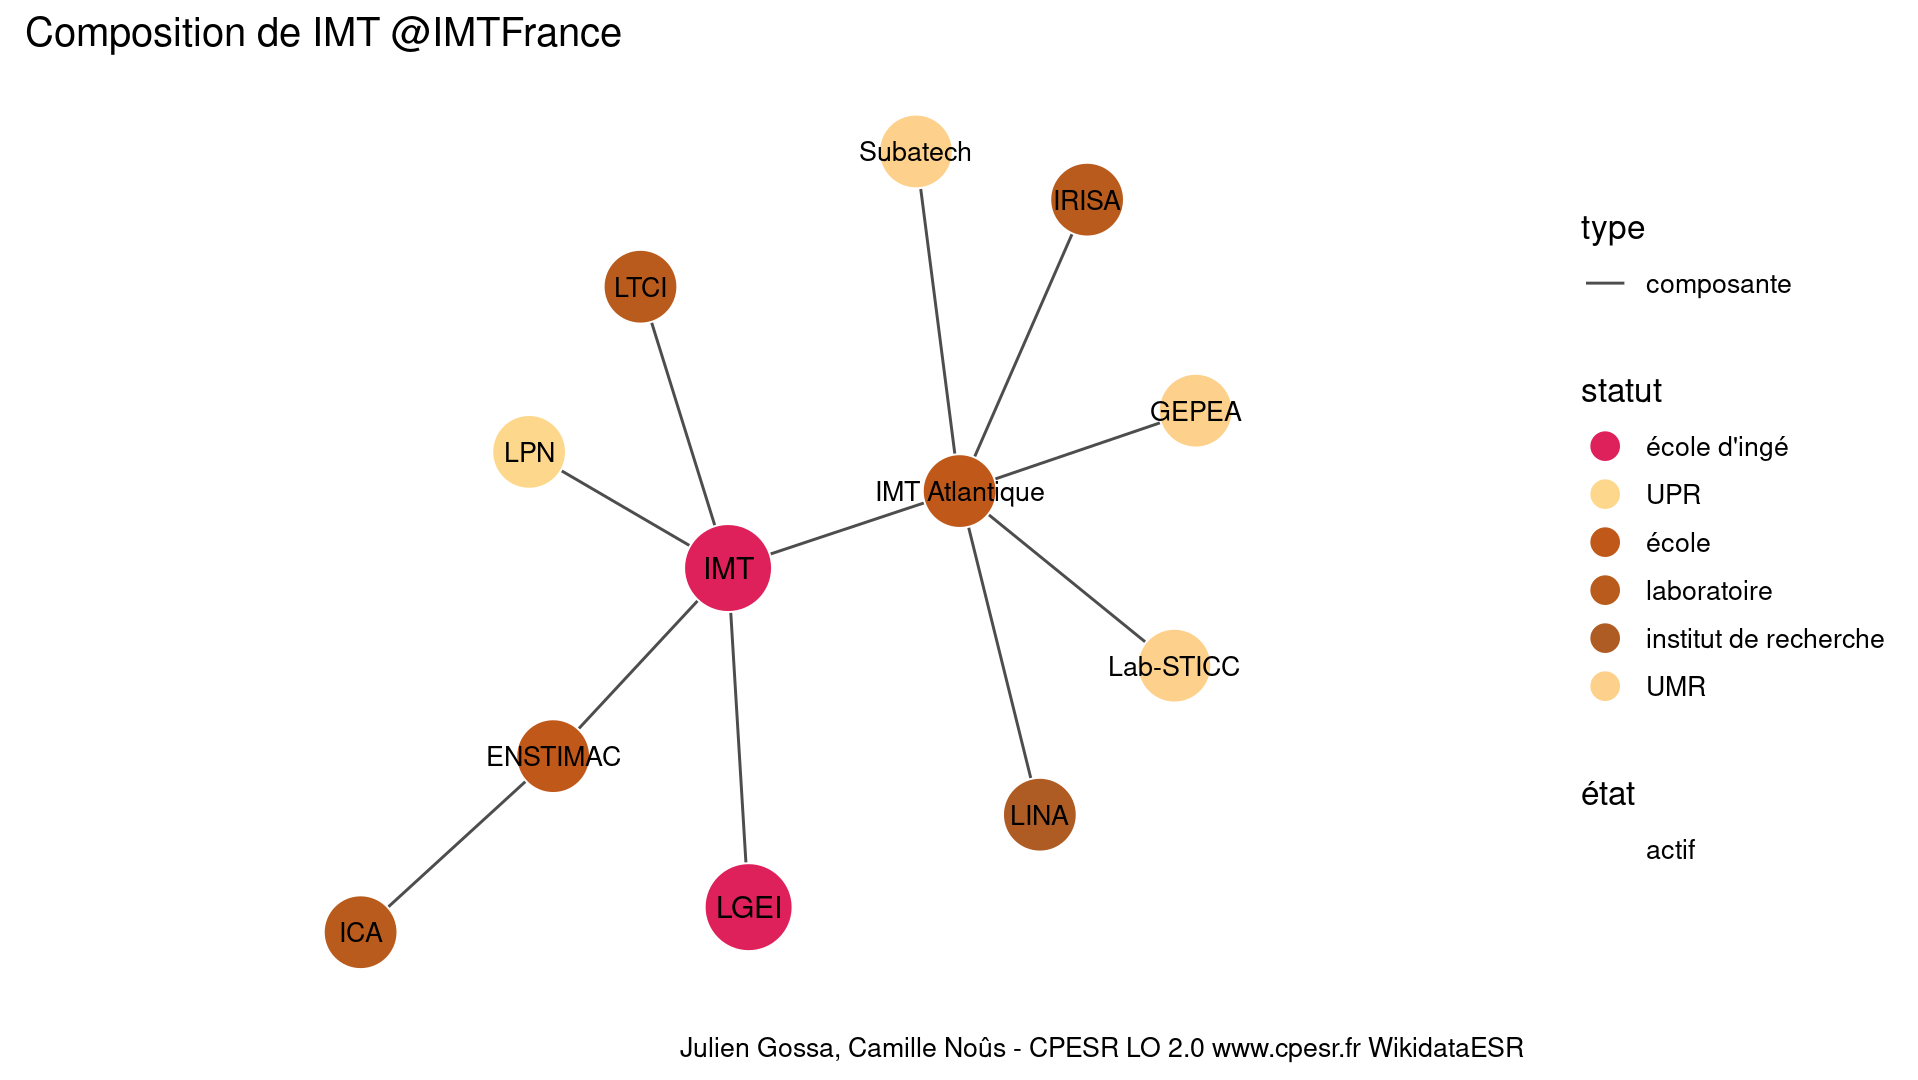 Composition de IMT @IMTFrance
Subatech
IRISA
LTCI
GEPEA
LPN
IMT Atlantique
IMT
Lab-STICC
ENSTIMAC
LINA
LGEI
ICA
type
composante
statut
école d'ingé
UPR
école
laboratoire
institut de recherche
UMR
état
actif
Julien Gossa, Camille Noûs - CPESR LO 2.0 www.cpesr.fr WikidataESR